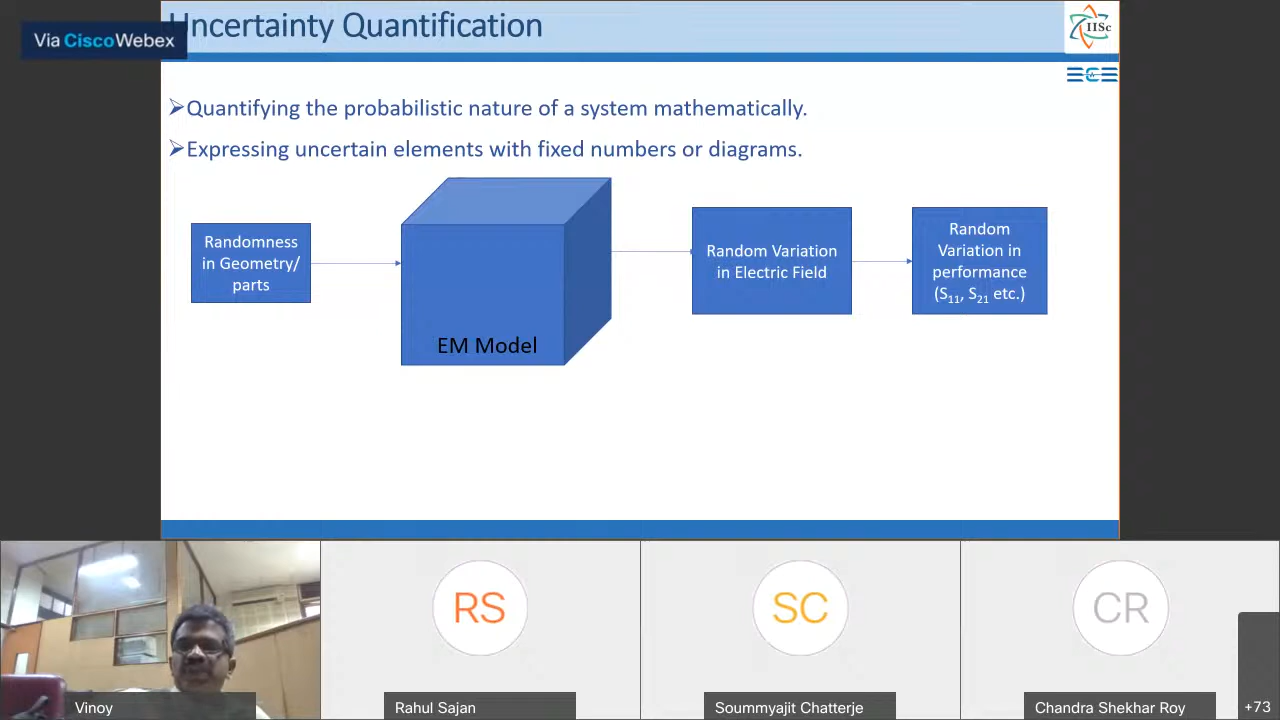 Uncertainty Quantification
Via Cisco Webex
IISc
➢Quantifying the probabilistic nature of a system mathematically.
➢Expressing uncertain elements with fixed numbers or diagrams.
Randomness
in Geometry/
parts
EM Model
Random Variation
in Electric Field
Random
Variation in
performance
(S11, S21 etc.)
RS
SC
CR
Vinoy
Rahul Sajan
Soummyajit Chatterje
Chandra Shekhar Roy
+73